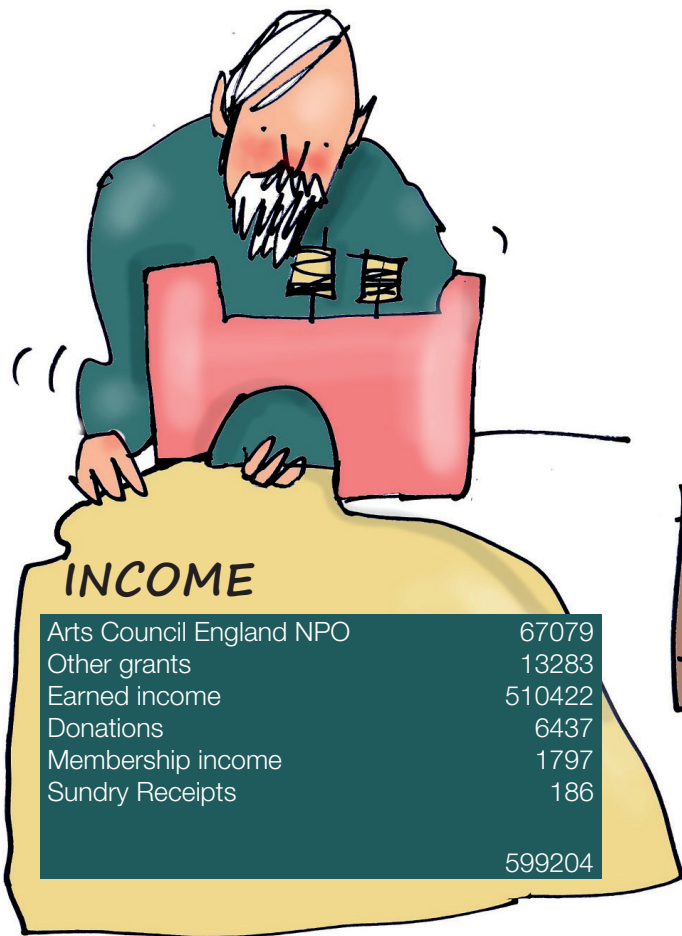 INCOME
Arts Council England NPO 67079
Other grants 13283
Earned income 510422
Donations 6437
Membership income 1797
Sundry Receipts 186
599204